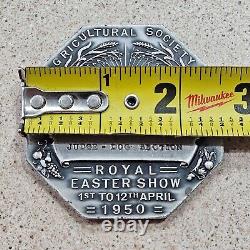 GRICULTURAL SOCIETY
1 2 3
Milwaukee
JUDGE - DOG SECTION
ROYAL
EASTER SHOW
1ST TO 12TH APRIL
1950